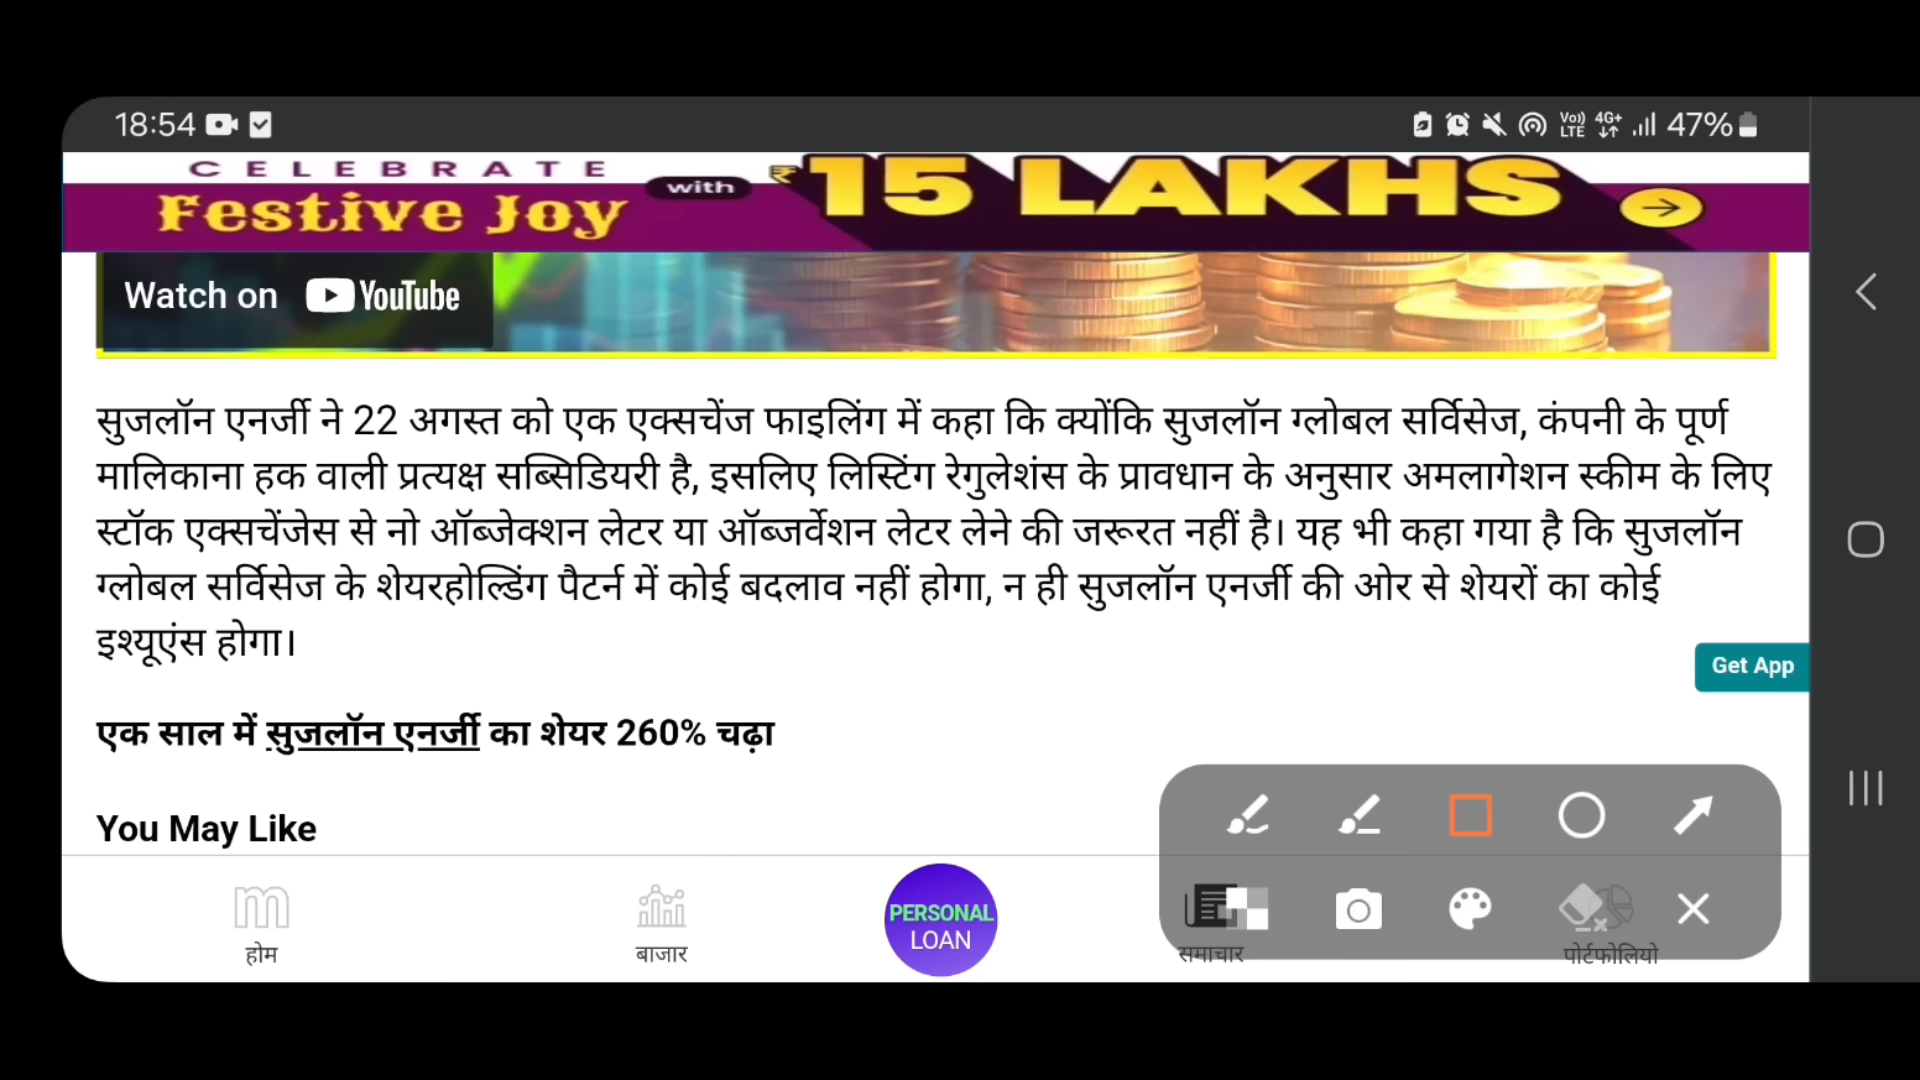 18:54 Vo)) LTE 4G+ 47%
CELEBRATE
Festive Joy with ₹15 LAKHS
Watch on YouTube
सुजलॉन एनर्जी ने 22 अगस्त को एक एक्सचेंज फाइलिंग में कहा कि क्योंकि सुजलॉन ग्लोबल सर्विसेज, कंपनी के पूर्ण
मालिकाना हक वाली प्रत्यक्ष सब्सिडियरी है, इसलिए लिस्टिंग रेगुलेशंस के प्रावधान के अनुसार अमलागेशन स्कीम के लिए
स्टॉक एक्सचेंजेस से नो ऑब्जेक्शन लेटर या ऑब्जर्वेशन लेटर लेने की जरूरत नहीं है। यह भी कहा गया है कि सुजलॉन
ग्लोबल सर्विसेज के शेयरहोल्डिंग पैटर्न में कोई बदलाव नहीं होगा, न ही सुजलॉन एनर्जी की ओर से शेयरों का कोई
इश्यूएंस होगा।
Get App
एक साल में सुजलॉन एनर्जी का शेयर 260% चढ़ा
You May Like
PERSONAL
LOAN
होम बाजार समाचार पोर्टफोलियो